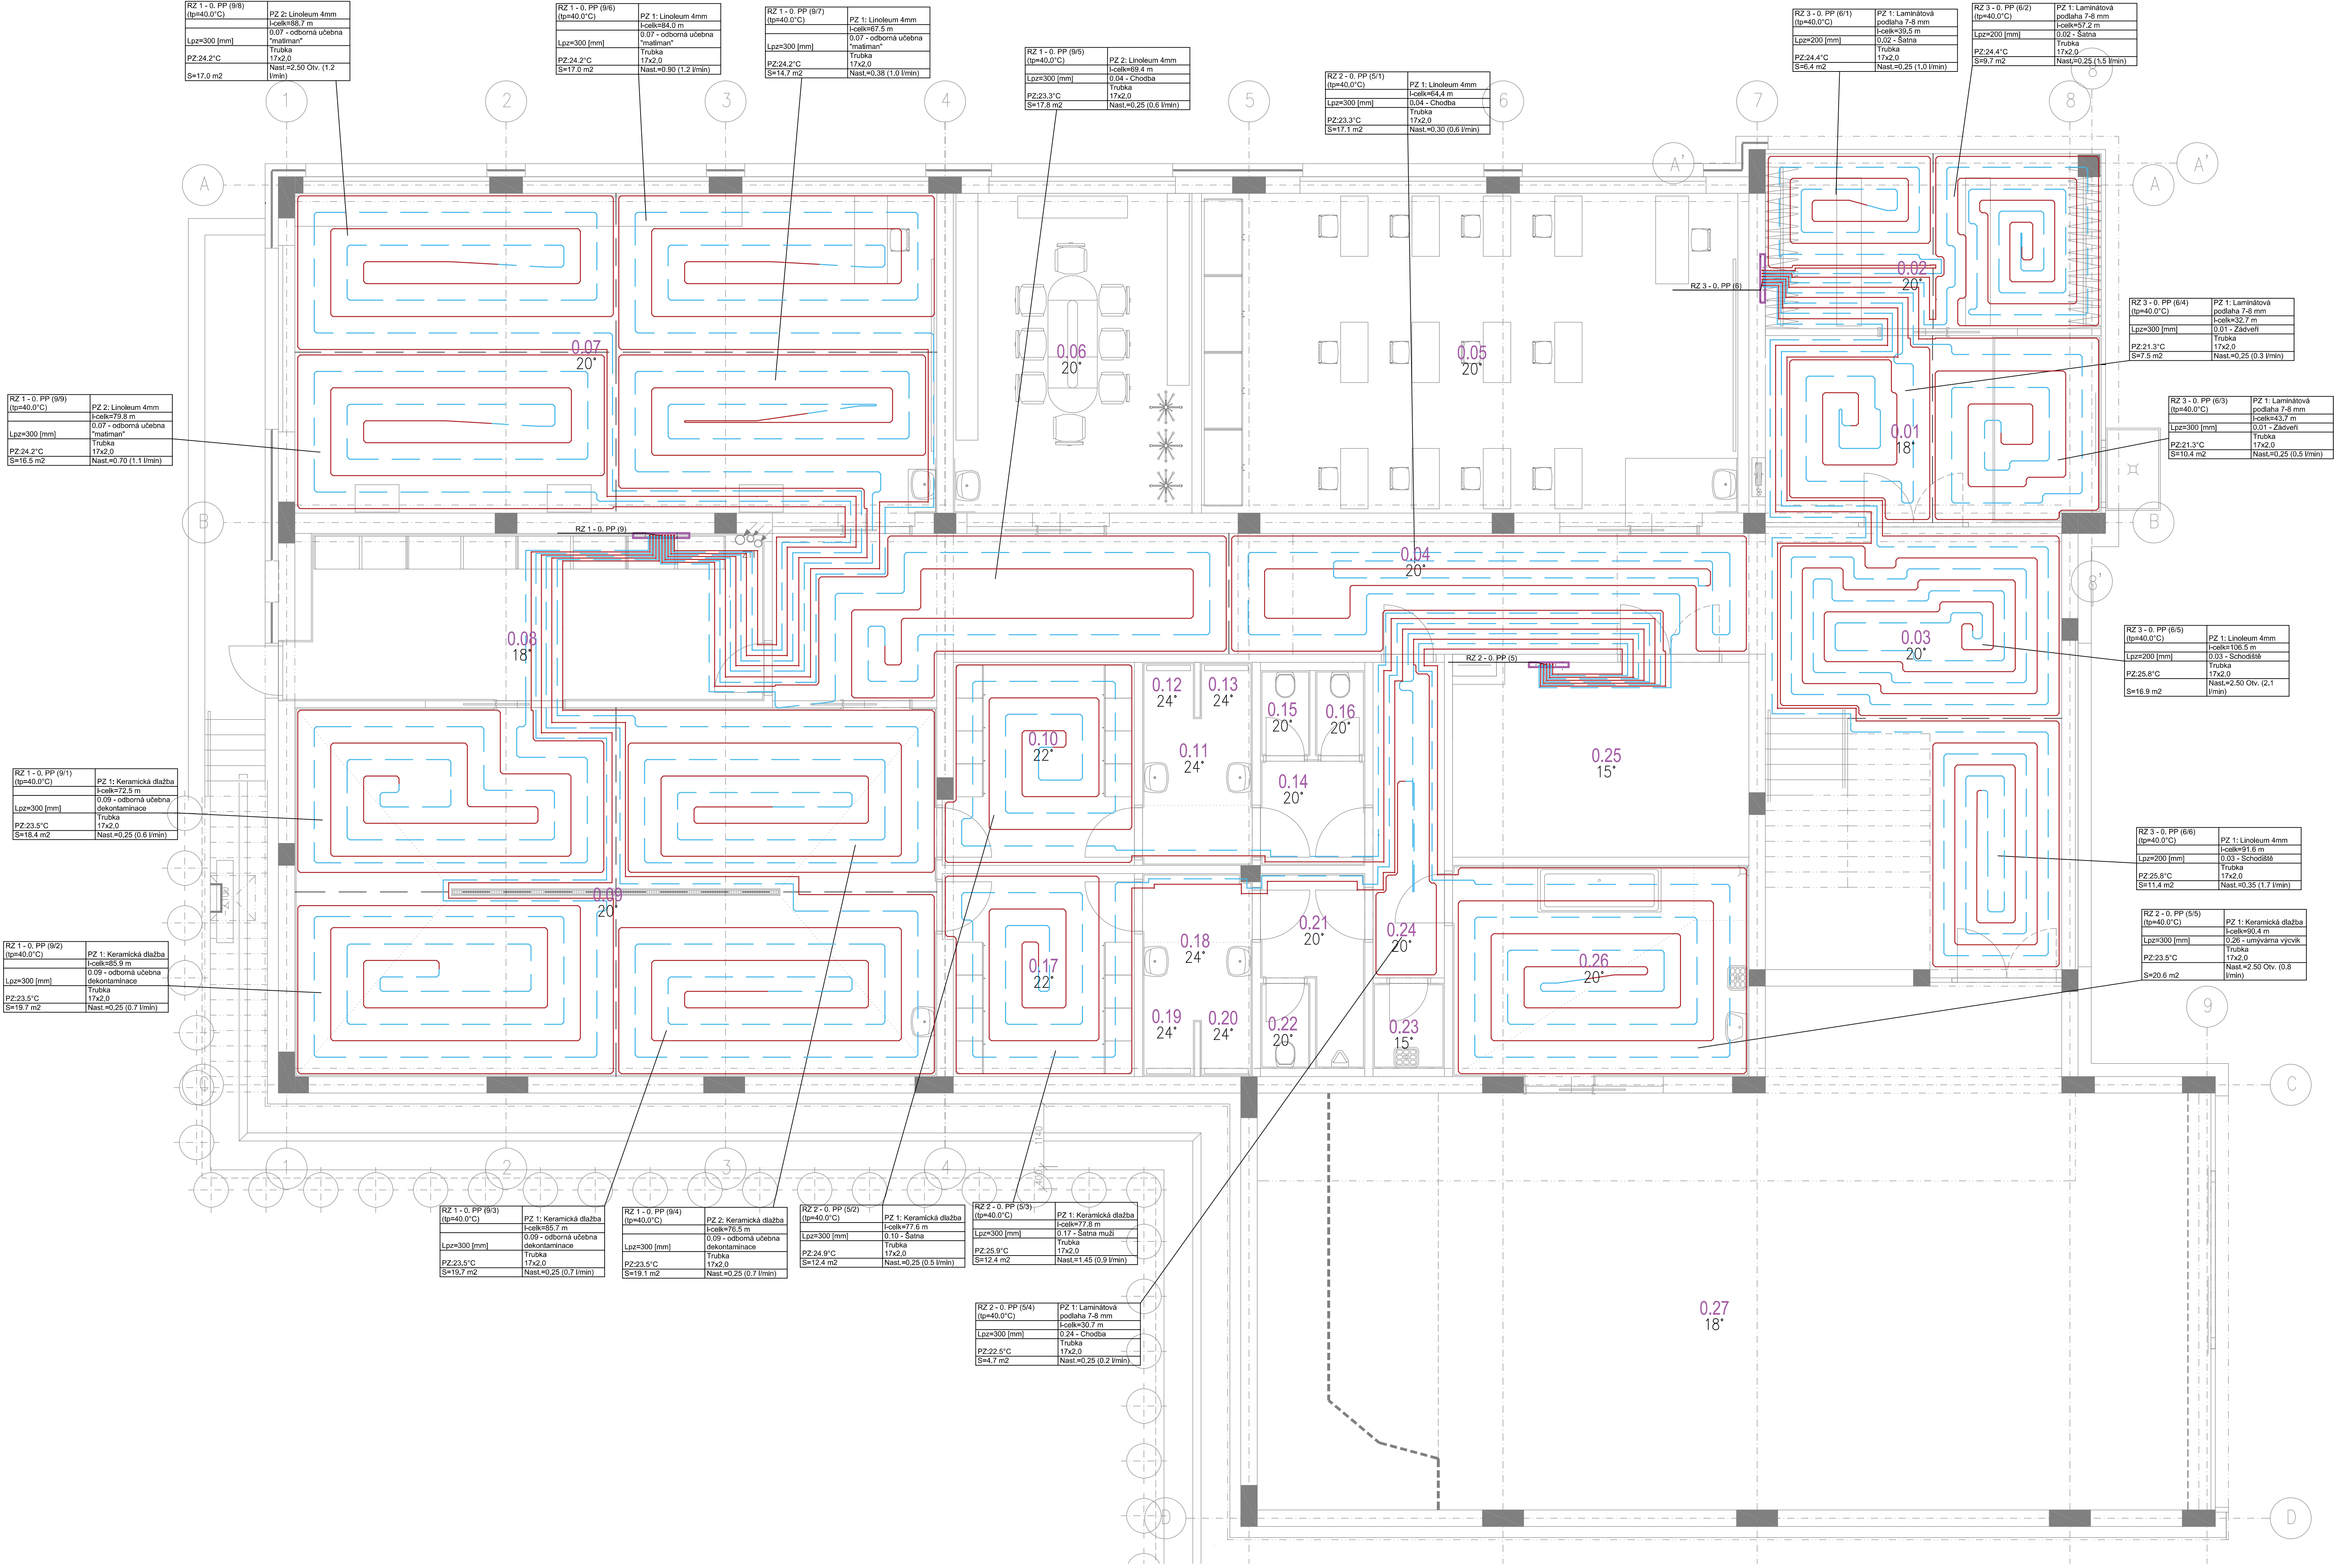 RZ 1 - 0. PP (9/8)
(tp=40.0°C)
PZ 2: Linoleum 4mm
l-celk=88.7 m
Lpz=300 [mm]
0.07 - odborná učebna
"matiman"
PZ:24.2°C
Trubka
17x2,0
S=17.0 m2
Nast.=2.50 Otv. (1.2
l/min)
RZ 1 - 0. PP (9/6)
(tp=40.0°C)
PZ 1: Linoleum 4mm
l-celk=84.0 m
Lpz=300 [mm]
0.07 - odborná učebna
"matiman"
PZ:24.2°C
Trubka
17x2,0
S=17.0 m2
Nast.=0.90 (1.2 l/min)
RZ 1 - 0. PP (9/7)
(tp=40.0°C)
PZ 1: Linoleum 4mm
l-celk=67.5 m
Lpz=300 [mm]
0.07 - odborná učebna
"matiman"
PZ:24.2°C
Trubka
17x2,0
S=14.7 m2
Nast.=0.38 (1.0 l/min)
RZ 1 - 0. PP (9/5)
(tp=40.0°C)
PZ 2: Linoleum 4mm
l-celk=69.4 m
Lpz=300 [mm]
0.04 - Chodba
PZ:23.3°C
Trubka
17x2,0
S=17.8 m2
Nast.=0,25 (0.6 l/min)
RZ 2 - 0. PP (5/1)
(tp=40.0°C)
PZ 1: Linoleum 4mm
l-celk=64.4 m
Lpz=300 [mm]
0.04 - Chodba
PZ:23.3°C
Trubka
17x2,0
S=17.1 m2
Nast.=0.30 (0.6 l/min)
RZ 3 - 0. PP (6/1)
(tp=40.0°C)
PZ 1: Laminátová
podlaha 7-8 mm
l-celk=39.5 m
Lpz=200 [mm]
0.02 - Šatna
PZ:24.4°C
Trubka
17x2,0
S=6.4 m2
Nast.=0,25 (1.0 l/min)
RZ 3 - 0. PP (6/2)
(tp=40.0°C)
PZ 1: Laminátová
podlaha 7-8 mm
l-celk=57.2 m
Lpz=200 [mm]
0.02 - Šatna
PZ:24.4°C
Trubka
17x2,0
S=9.7 m2
Nast.=0,25 (1.5 l/min)
8'
1
2
3
4
5
6
7
8
A
A'
A'
A
RZ 3 - 0. PP (6)
0.02
20°
RZ 3 - 0. PP (6/4)
(tp=40.0°C)
PZ 1: Laminátová
podlaha 7-8 mm
l-celk=32.7 m
Lpz=300 [mm]
0.01 - Zádveří
PZ:21.3°C
Trubka
17x2,0
S=7.5 m2
Nast.=0,25 (0.3 l/min)
0.07
20°
0.06
20°
0.05
20°
RZ 1 - 0. PP (9/9)
(tp=40.0°C)
PZ 2: Linoleum 4mm
l-celk=79.8 m
Lpz=300 [mm]
0.07 - odborná učebna
"matiman"
PZ:24.2°C
Trubka
17x2,0
S=16.5 m2
Nast.=0.70 (1.1 l/min)
RZ 3 - 0. PP (6/3)
(tp=40.0°C)
PZ 1: Laminátová
podlaha 7-8 mm
l-celk=43.7 m
Lpz=300 [mm]
0.01 - Zádveří
PZ:21.3°C
Trubka
17x2,0
S=10.4 m2
Nast.=0,25 (0.5 l/min)
0.01
18°
B
RZ 1 - 0. PP (9)
B
0.04
20°
8'
0.08
18°
RZ 2 - 0. PP (5)
0.03
20°
RZ 3 - 0. PP (6/5)
(tp=40.0°C)
PZ 1: Linoleum 4mm
l-celk=106.5 m
Lpz=200 [mm]
0.03 - Schodiště
PZ:25.8°C
Trubka
17x2,0
S=16.9 m2
Nast.=2.50 Otv. (2.1
l/min)
0.12
24°
0.13
24°
0.15
20°
0.16
20°
0.10
22°
0.11
24°
0.14
20°
0.25
15°
RZ 1 - 0. PP (9/1)
(tp=40.0°C)
PZ 1: Keramická dlažba
l-celk=72.5 m
Lpz=300 [mm]
0.09 - odborná učebna
dekontaminace
PZ:23.5°C
Trubka
17x2,0
S=18.4 m2
Nast.=0,25 (0.6 l/min)
RZ 3 - 0. PP (6/6)
(tp=40.0°C)
PZ 1: Linoleum 4mm
l-celk=91.6 m
Lpz=200 [mm]
0.03 - Schodiště
PZ:25.8°C
Trubka
17x2,0
S=11.4 m2
Nast.=0.35 (1.7 l/min)
0.09
20°
RZ 2 - 0. PP (5/5)
(tp=40.0°C)
PZ 1: Keramická dlažba
l-celk=90.4 m
Lpz=300 [mm]
0.26 - umývárna výcvik
PZ:23.5°C
Trubka
17x2,0
S=20.6 m2
Nast.=2.50 Otv. (0.8
l/min)
RZ 1 - 0. PP (9/2)
(tp=40.0°C)
PZ 1: Keramická dlažba
l-celk=85.9 m
Lpz=300 [mm]
0.09 - odborná učebna
dekontaminace
PZ:23.5°C
Trubka
17x2,0
S=19.7 m2
Nast.=0,25 (0.7 l/min)
0.17
22°
0.18
24°
0.21
20°
0.24
20°
0.26
20°
0.19
24°
0.20
24°
0.22
20°
0.23
15°
9
C
1140
1
2
3
4
400
RZ 1 - 0. PP (9/3)
(tp=40.0°C)
PZ 1: Keramická dlažba
l-celk=85.7 m
Lpz=300 [mm]
0.09 - odborná učebna
dekontaminace
PZ:23.5°C
Trubka
17x2,0
S=19.7 m2
Nast.=0,25 (0.7 l/min)
RZ 1 - 0. PP (9/4)
(tp=40.0°C)
PZ 2: Keramická dlažba
l-celk=76.5 m
Lpz=300 [mm]
0.09 - odborná učebna
dekontaminace
PZ:23.5°C
Trubka
17x2,0
S=19.1 m2
Nast.=0,25 (0.7 l/min)
RZ 2 - 0. PP (5/2)
(tp=40.0°C)
PZ 1: Keramická dlažba
l-celk=77.6 m
Lpz=300 [mm]
0.10 - Šatna
PZ:24.9°C
Trubka
17x2,0
S=12.4 m2
Nast.=0,25 (0.5 l/min)
RZ 2 - 0. PP (5/3)
(tp=40.0°C)
PZ 1: Keramická dlažba
l-celk=77.8 m
Lpz=300 [mm]
0.17 - Šatna muži
PZ:25.9°C
Trubka
17x2,0
S=12.4 m2
Nast.=1.45 (0.9 l/min)
RZ 2 - 0. PP (5/4)
(tp=40.0°C)
PZ 1: Laminátová
podlaha 7-8 mm
l-celk=30.7 m
Lpz=300 [mm]
0.24 - Chodba
PZ:22.5°C
Trubka
17x2,0
S=4.7 m2
Nast.=0,25 (0.2 l/min)
0.27
18°
D
D